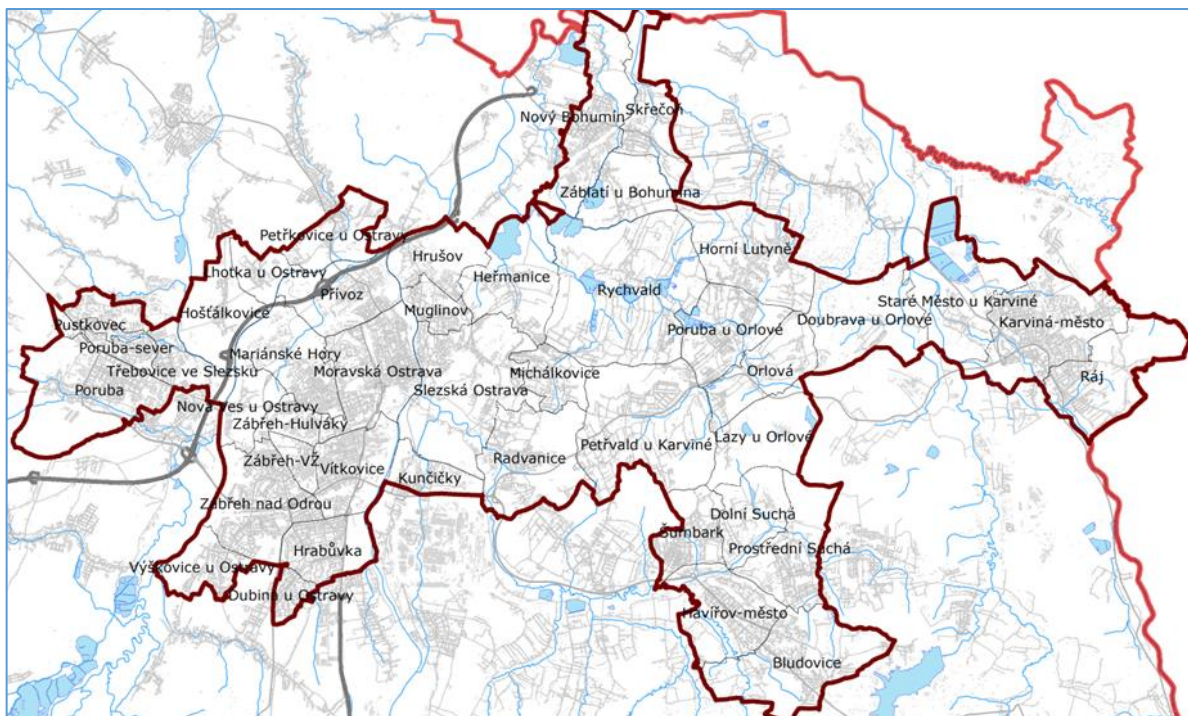 Nový Bohumín
Skřečoň
Záblatí u Bohumína
Petřkovice u Ostravy
Hrušov
Horní Lutyně
Lhotka u Ostravy
Heřmanice
Přívoz
Rychvald
Staré Město u Karviné
Hošťálkovice
Muglinov
Doubrava u Orlové
Karviná-město
Pustkovec
Poruba u Orlové
Poruba-sever
Mariánské Hory
Třebovice ve Slezsku
Moravská Ostrava
Michálkovice
Orlová
Ráj
Poruba
Slezská Ostrava
Nová Ves u Ostravy
Zábřeh-Hulváky
Lazy u Orlové
Petřvald u Karviné
Zábřeh-VŽ
Radvanice
Vítkovice
Kunčičky
Zábřeh nad Odrou
Dolní Suchá
Šumbark
Hrabůvka
Prostřední Suchá
Výškovice u Ostravy
Dubina u Ostravy
Havířov-město
Bludovice